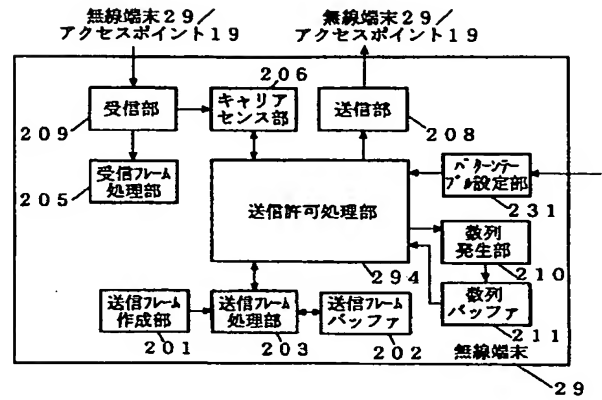 無線端末29／
アクセスポイント19
無線端末29／
アクセスポイント19
206
受信部
キャリア
センス部
送信部
209
208
受信フレーム
処理部
205
パターンテー
ブル設定部
231
送信許可処理部
294
数列
発生部
210
送信フレーム
作成部
201
送信フレーム
処理部
203
送信フレーム
バッファ
202
数列
バッファ
211
無線端末
29